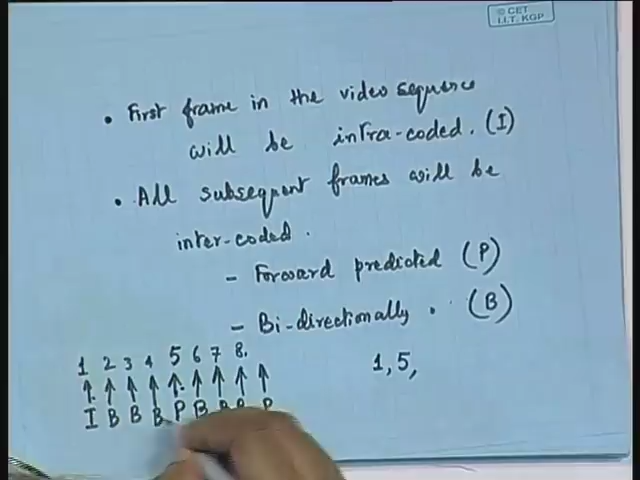 © CET
I.I.T. KGP
• First frame in the video sequence
will be intra-coded. (I)
• All subsequent frames will be
inter-coded.
- Forward predicted (P)
- Bi-directionally . (B)
1 2 3 4 5 6 7 8.
1, 5,
I B B B P B